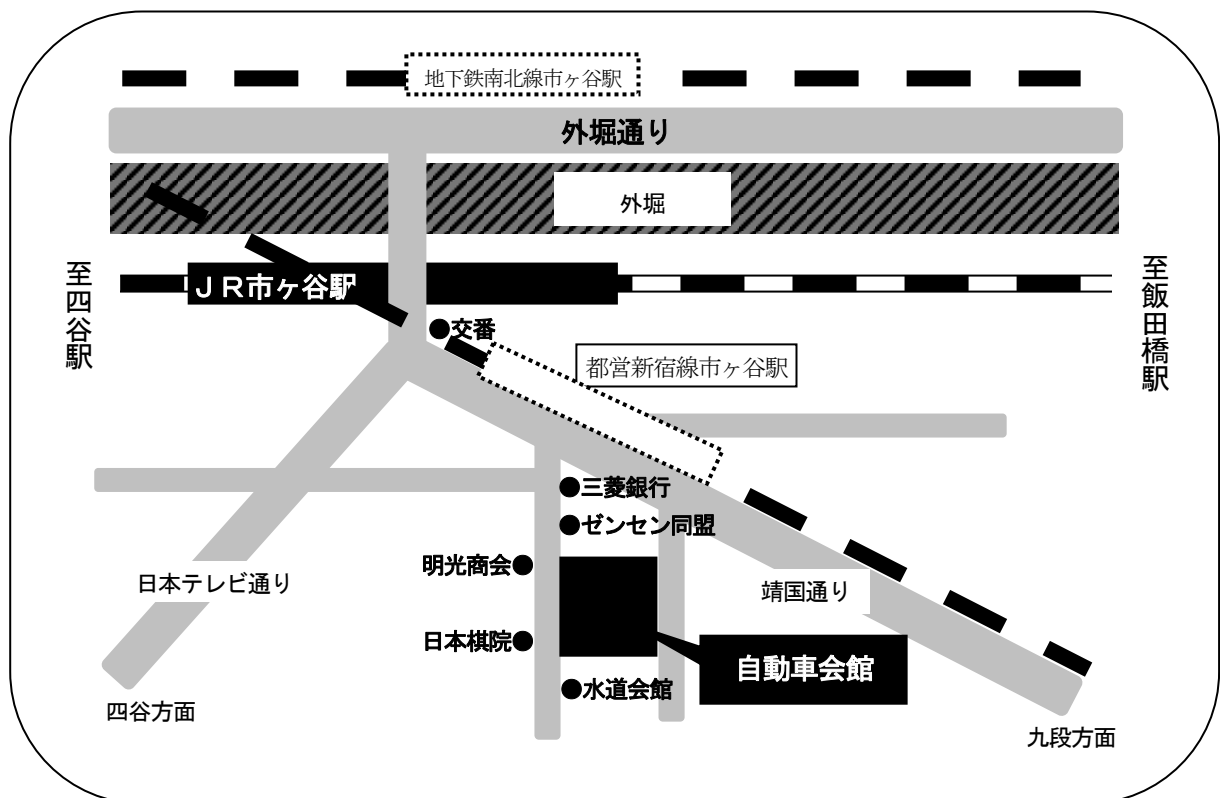 地下鉄南北線市ヶ谷駅
外堀通り
外堀
至四谷駅
ＪＲ市ヶ谷駅
至飯田橋駅
●交番
都営新宿線市ヶ谷駅
●三菱銀行
●ゼンセン同盟
明光商会●
日本テレビ通り
靖国通り
日本棋院●
自動車会館
●水道会館
四谷方面
九段方面